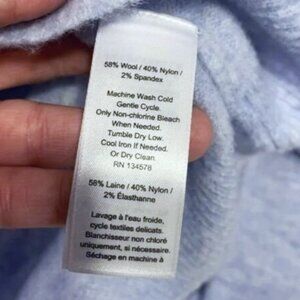 58% Wool / 40% Nylon /
2% Spandex
Machine Wash Cold
Gentle Cycle.
Only Non-chlorine Bleach
When Needed.
Tumble Dry Low.
Cool Iron If Needed.
Or Dry Clean.
RN 134578
58% Laine / 40% Nylon /
2% Élasthanne
Lavage à l'eau froide,
cycle textiles délicats.
Blanchisseur non chloré
uniquement, si nécessaire.
Séchage en machine à